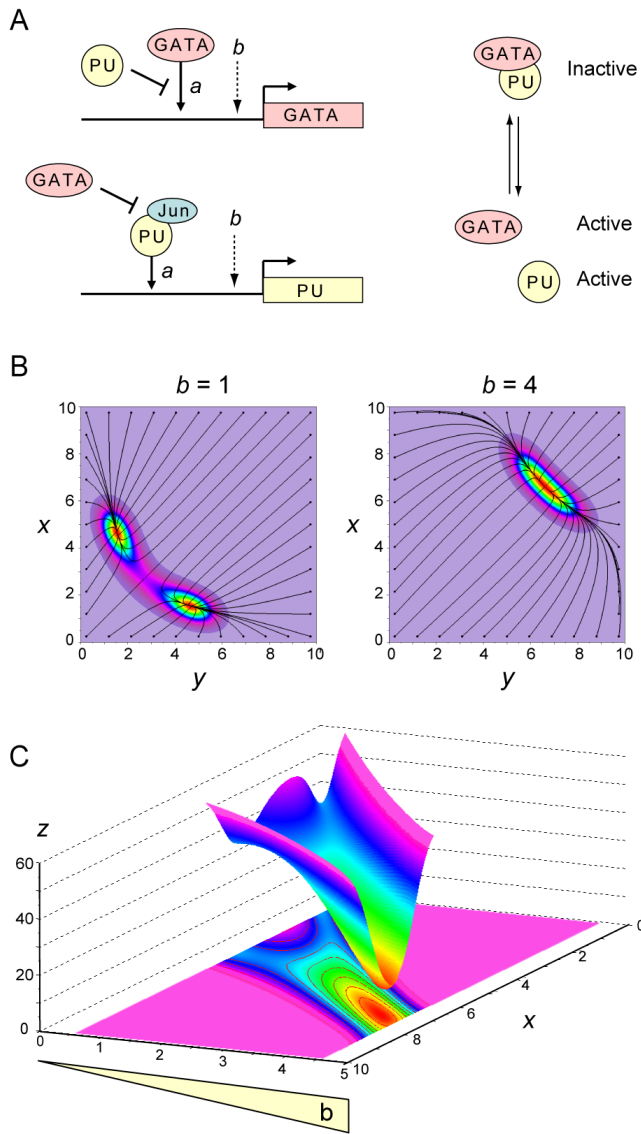 A
PU
GATA
a
b
GATA
GATA
PU
Inactive
GATA
PU
Jun
a
b
PU
GATA
Active
PU
Active
B
b = 1
b = 4
10
8
6
4
2
0
x
0 2 4 6 8 10
y
10
8
6
4
2
0
x
0 2 4 6 8 10
y
C
z
60
40
20
0
0 1 2 3 4 5
10 8 6 4 2 0
x
b